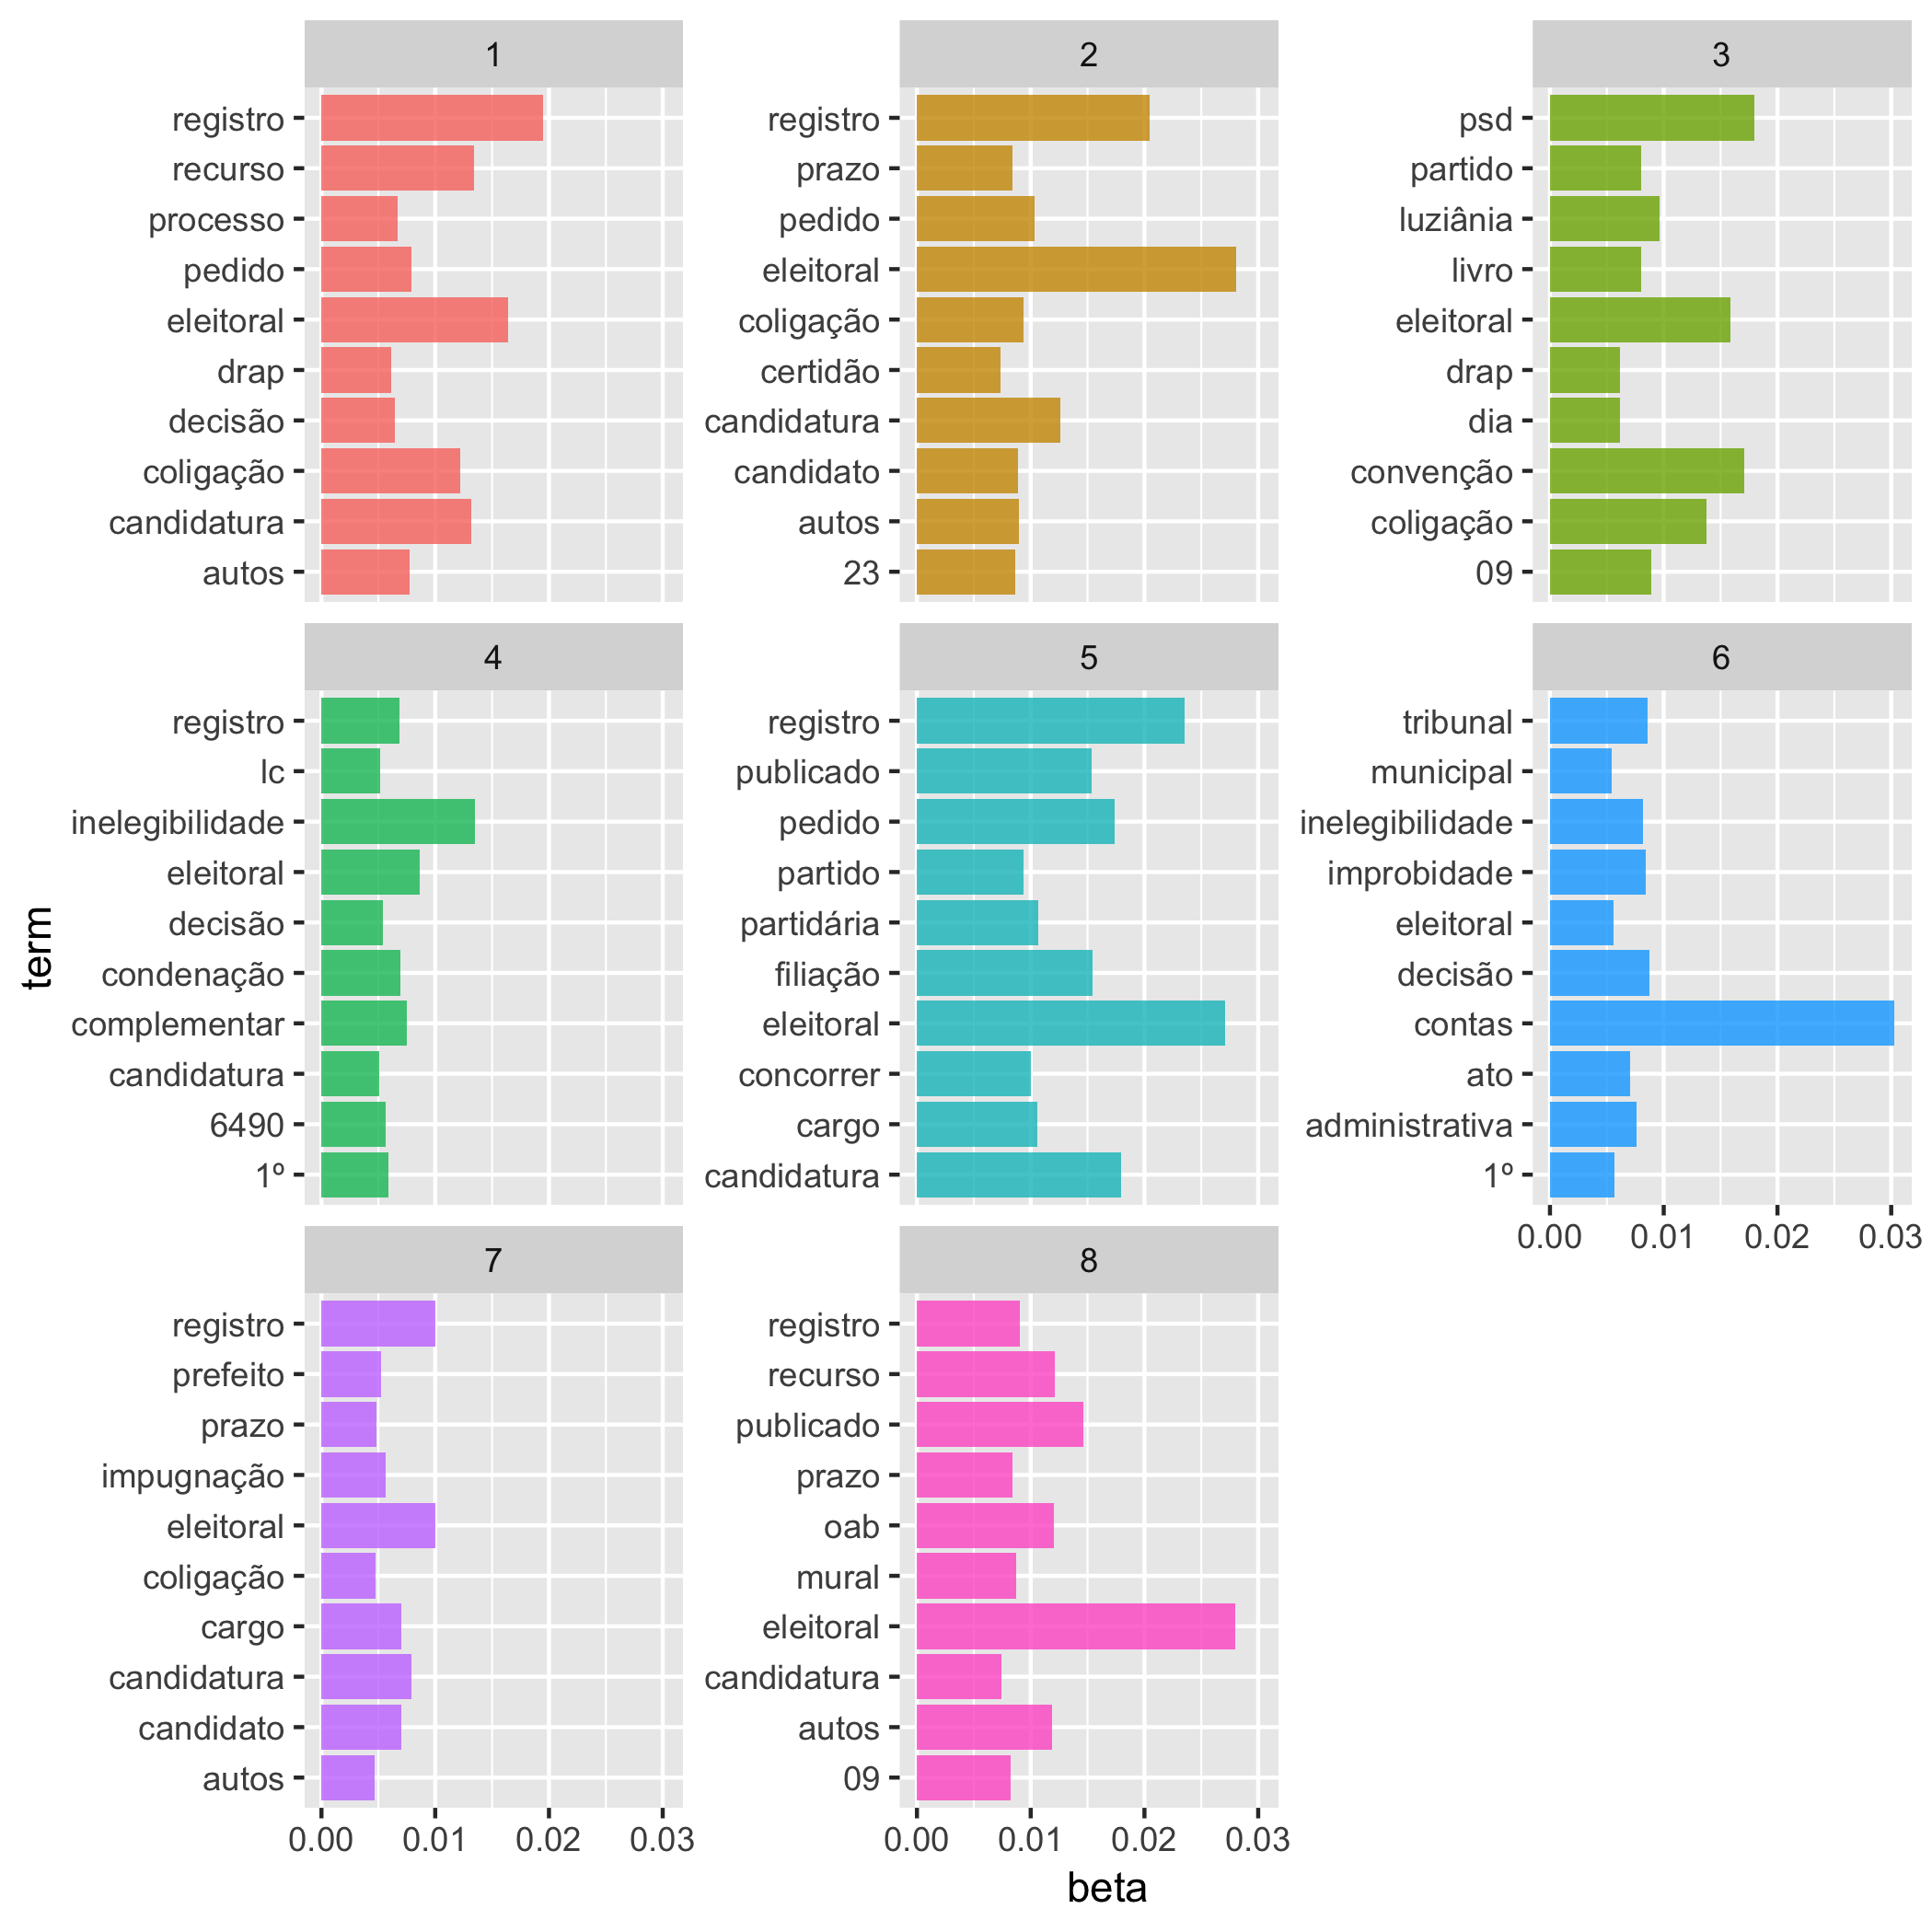 1
registro
recurso
processo
pedido
eleitoral
drap
decisão
coligação
candidatura
autos
2
registro
prazo
pedido
eleitoral
coligação
certidão
candidatura
candidato
autos
23
3
psd
partido
luziânia
livro
eleitoral
drap
dia
convenção
coligação
09
4
registro
lc
inelegibilidade
eleitoral
decisão
condenação
complementar
candidatura
6490
1º
5
registro
publicado
pedido
partido
partidária
filiação
eleitoral
concorrer
cargo
candidatura
6
tribunal
municipal
inelegibilidade
improbidade
eleitoral
decisão
contas
ato
administrativa
1º
0.00 0.01 0.02 0.03
7
registro
prefeito
prazo
impugnação
eleitoral
coligação
cargo
candidatura
candidato
autos
0.00 0.01 0.02 0.03
8
registro
recurso
publicado
prazo
oab
mural
eleitoral
candidatura
autos
09
0.00 0.01 0.02 0.03
term
beta